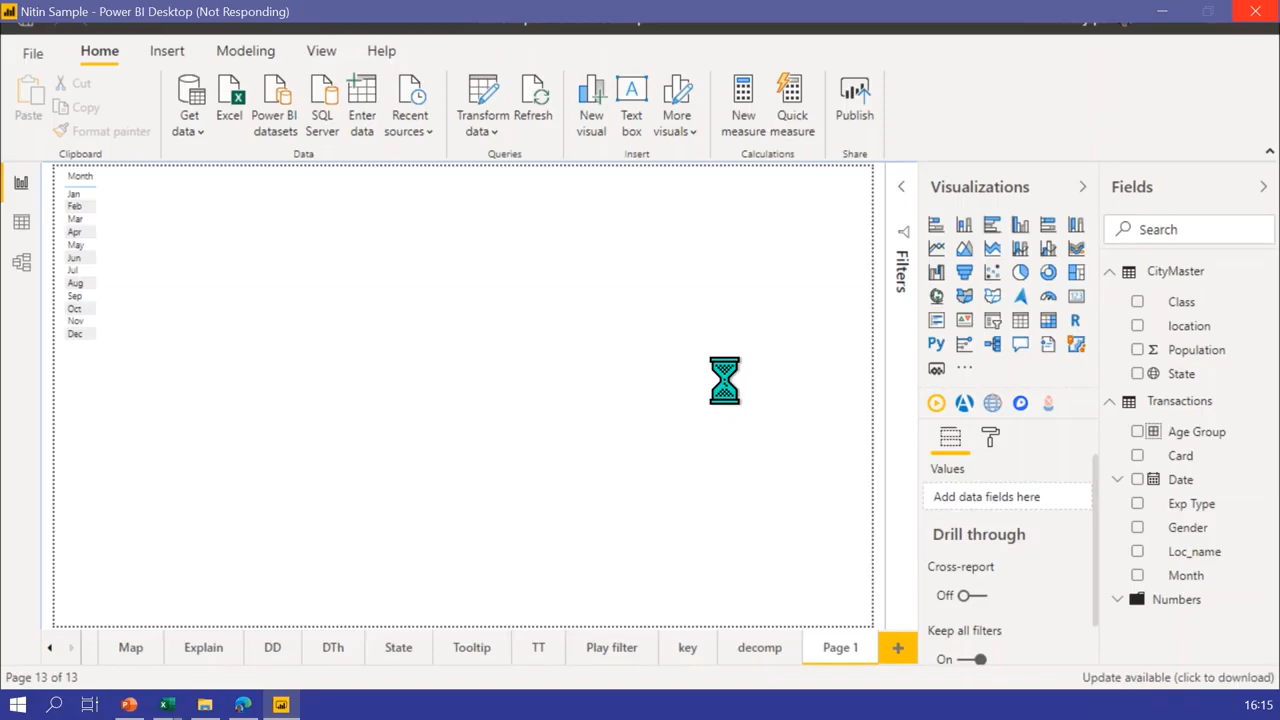 Nitin Sample - Power BI Desktop (Not Responding)
File Home Insert Modeling View Help
Paste
Cut
Copy
Format painter
Clipboard
Get data
Excel
Power BI datasets
SQL Server
Enter data
Recent sources
Data
Transform data
Refresh
Queries
New visual
Text box
More visuals
Insert
New measure
Quick measure
Calculations
Publish
Share
Month
Jan
Feb
Mar
Apr
May
Jun
Jul
Aug
Sep
Oct
Nov
Dec
Filters
Visualizations
R
Py
Values
Add data fields here
Drill through
Cross-report
Off
Keep all filters
On
Fields
Search
CityMaster
Class
location
Σ Population
State
Transactions
Age Group
Card
Date
Exp Type
Gender
Loc_name
Month
Numbers
Map Explain DD DTh State Tooltip TT Play filter key decomp Page 1 +
Page 13 of 13
Update available (click to download)
16:15